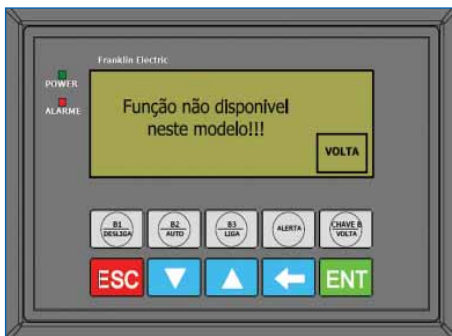 Franklin Electric
POWER
ALARME
Função não disponivel
neste modelo!!!
VOLTA
B1
DESLIGA
B2
AUTO
B3
LIGA
ALERTA
CHAVE B
VOLTA
ESC
ENT